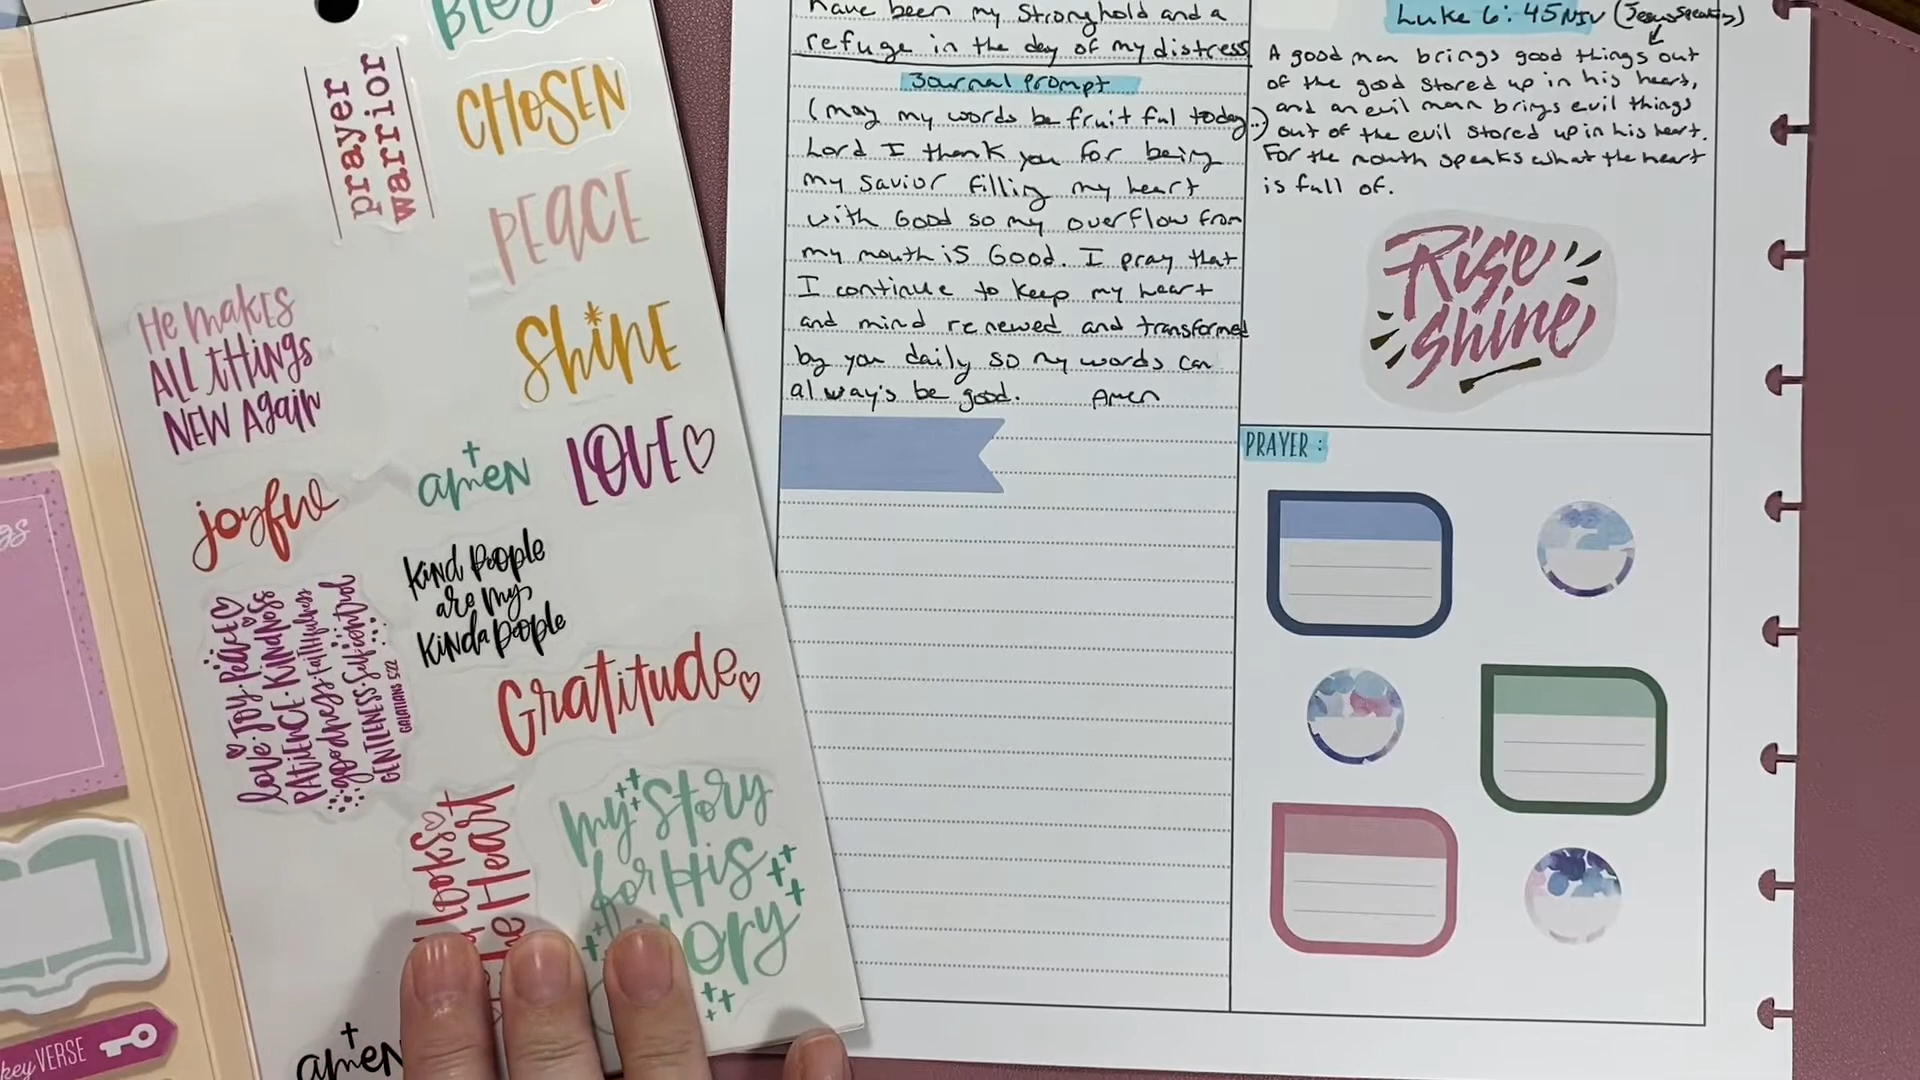 prayer
warrior
CHOSEN
PEACE
He makes
ALL tHings
NEW Again
SHiNE
joyful
amen
LOVE
Kind People
are my
Kinda People
love·Joy·Peace
Patience·Kindness
goodness·Faithfulness
Gentleness·Self-control
Galatians 5:22
Gratitude
looks
Heart
My Story
for His
amen
key VERSE
have been my stronghold and a
refuge in the day of my distress
Journal Prompt
(may my words be fruitful today..)
Lord I thank you for being
my savior filling my heart
with Good so my overflow from
my mouth is Good. I pray that
I continue to keep my heart
and mind renewed and transformed
by you daily so my words can
always be good. Amen
Luke 6:45 NIV (Jesus speaking)
A good man brings good things out
of the good stored up in his heart,
and an evil man brings evil things
out of the evil stored up in his heart.
For the mouth speaks what the heart
is full of.
Rise
shine
PRAYER: